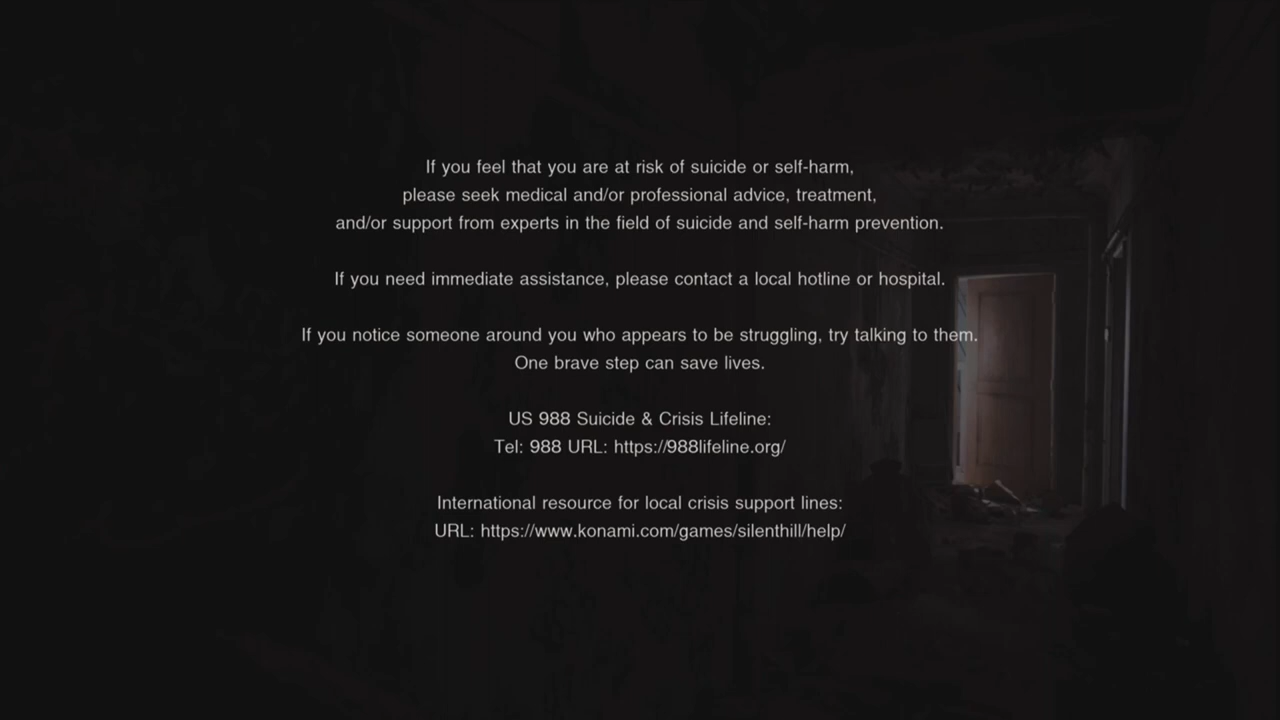 If you feel that you are at risk of suicide or self-harm,
please seek medical and/or professional advice, treatment,
and/or support from experts in the field of suicide and self-harm prevention.
If you need immediate assistance, please contact a local hotline or hospital.
If you notice someone around you who appears to be struggling, try talking to them.
One brave step can save lives.
US 988 Suicide & Crisis Lifeline:
Tel: 988 URL: https://988lifeline.org/
International resource for local crisis support lines:
URL: https://www.konami.com/games/silenthill/help/